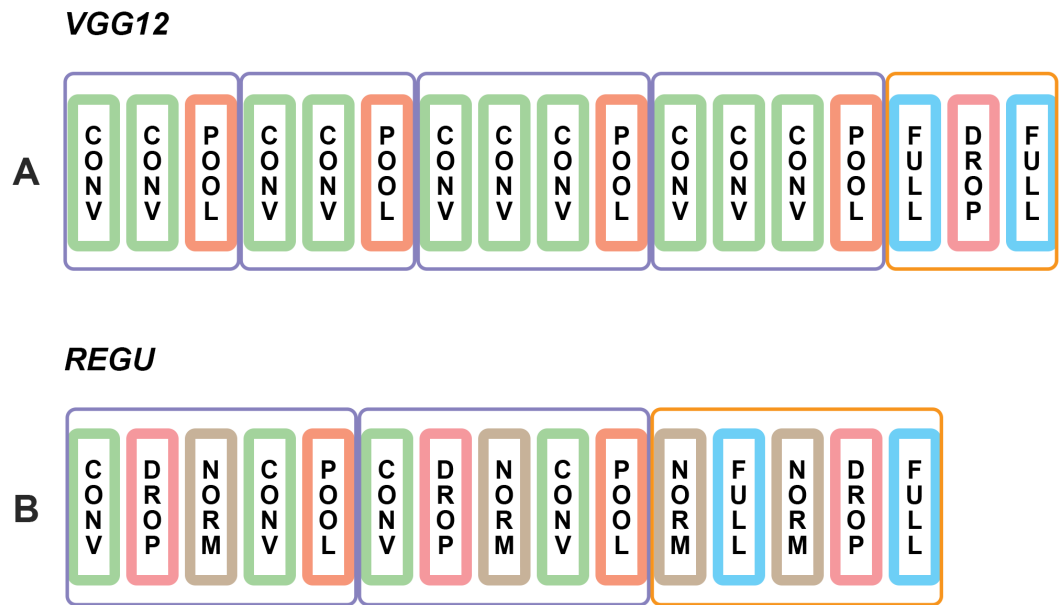 VGG12
A
CONV CONV POOL CONV CONV POOL CONV CONV CONV POOL CONV CONV CONV POOL FULL DROP FULL
REGU
B
CONV DROP NORM CONV POOL CONV DROP NORM CONV POOL NORM FULL NORM DROP FULL